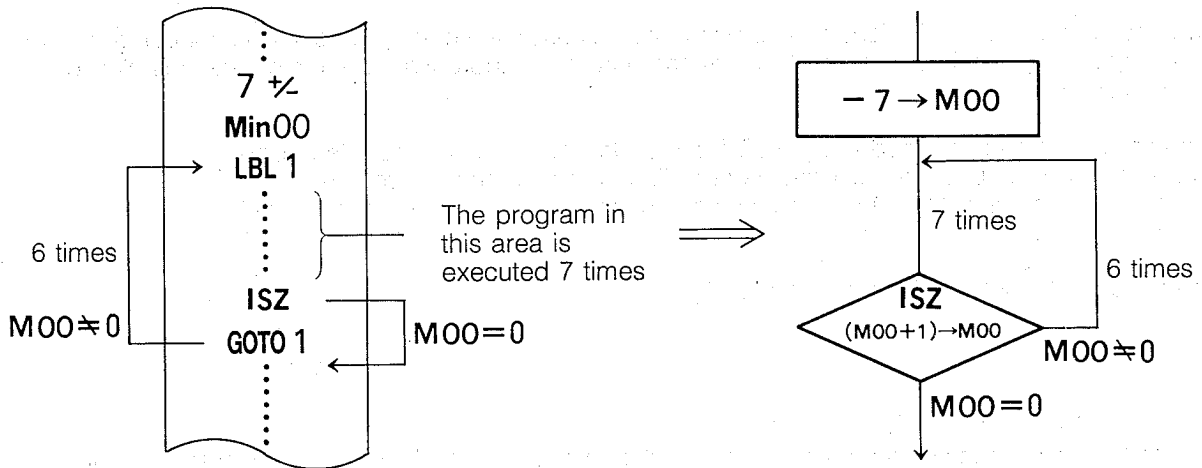 7 +/-
Min00
LBL 1
6 times
The program in
this area is
executed 7 times
ISZ
M00≒0
GOTO 1
M00=0
− 7 → M00
7 times
6 times
ISZ
(M00+1)→M00
M00≒0
M00=0